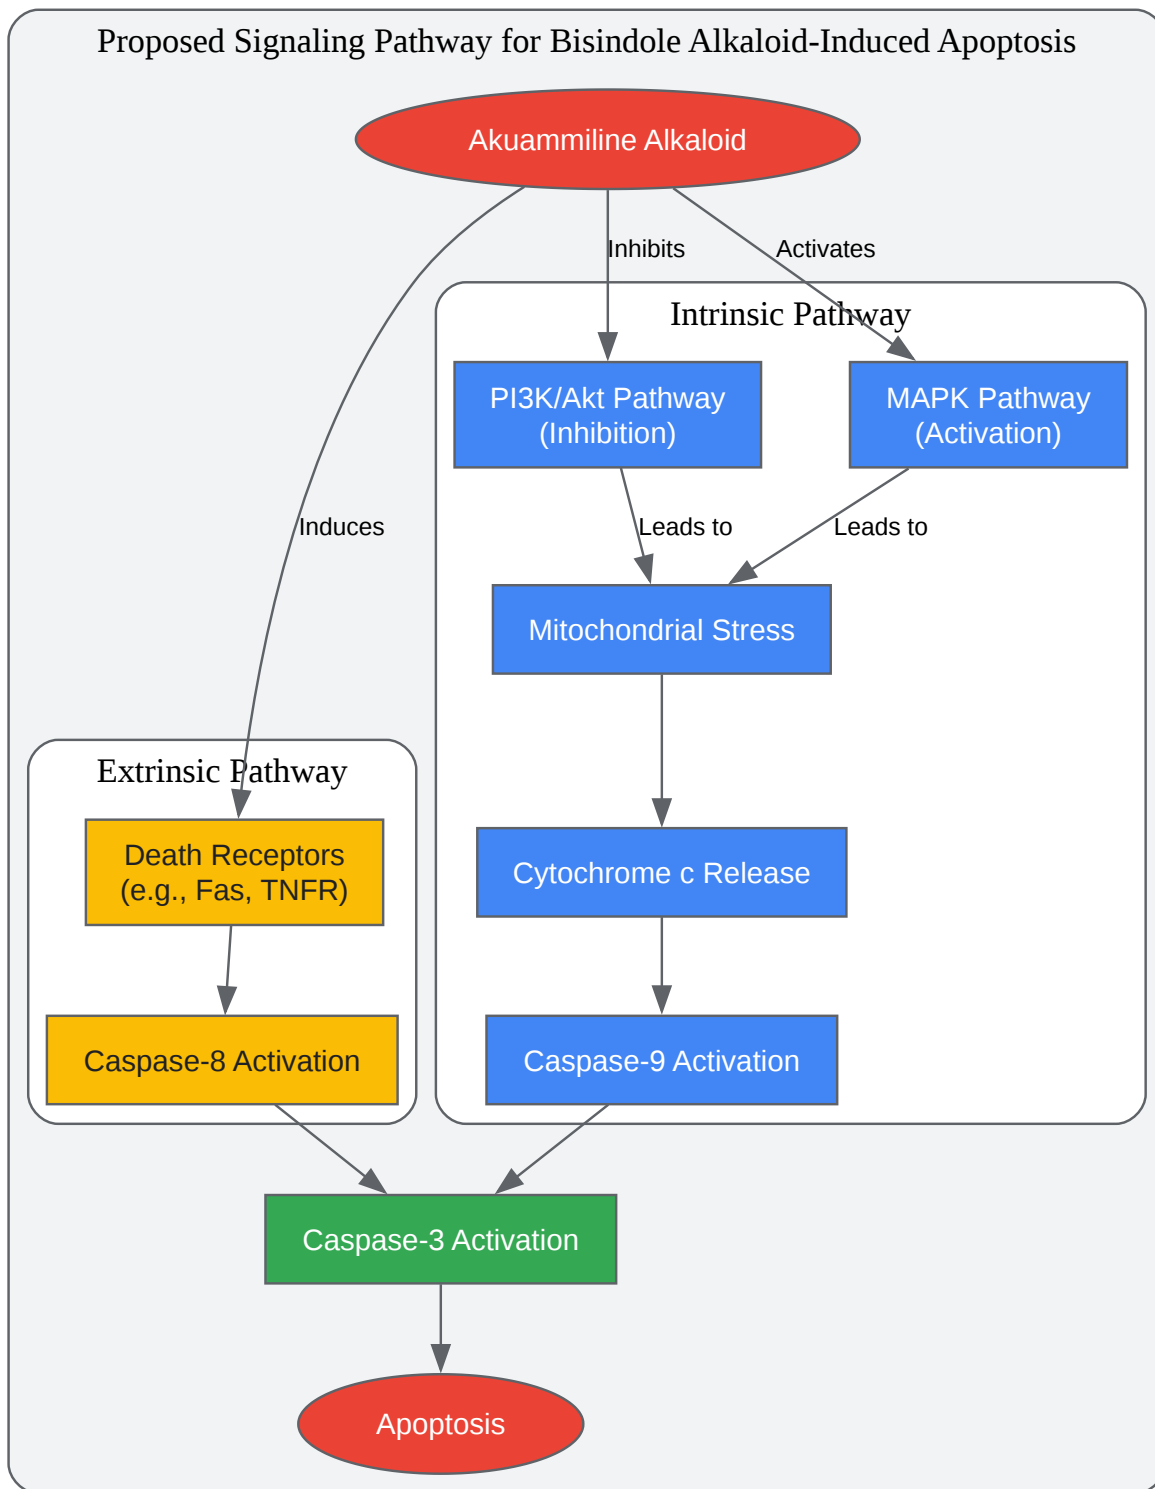 Proposed Signaling Pathway for Bisindole Alkaloid-Induced Apoptosis
Akuammiline Alkaloid
Inhibits
Activates
Intrinsic Pathway
PI3K/Akt Pathway
(Inhibition)
MAPK Pathway
(Activation)
Induces
Leads to
Leads to
Mitochondrial Stress
Extrinsic Pathway
Death Receptors
(e.g., Fas, TNFR)
Cytochrome c Release
Caspase-8 Activation
Caspase-9 Activation
Caspase-3 Activation
Apoptosis